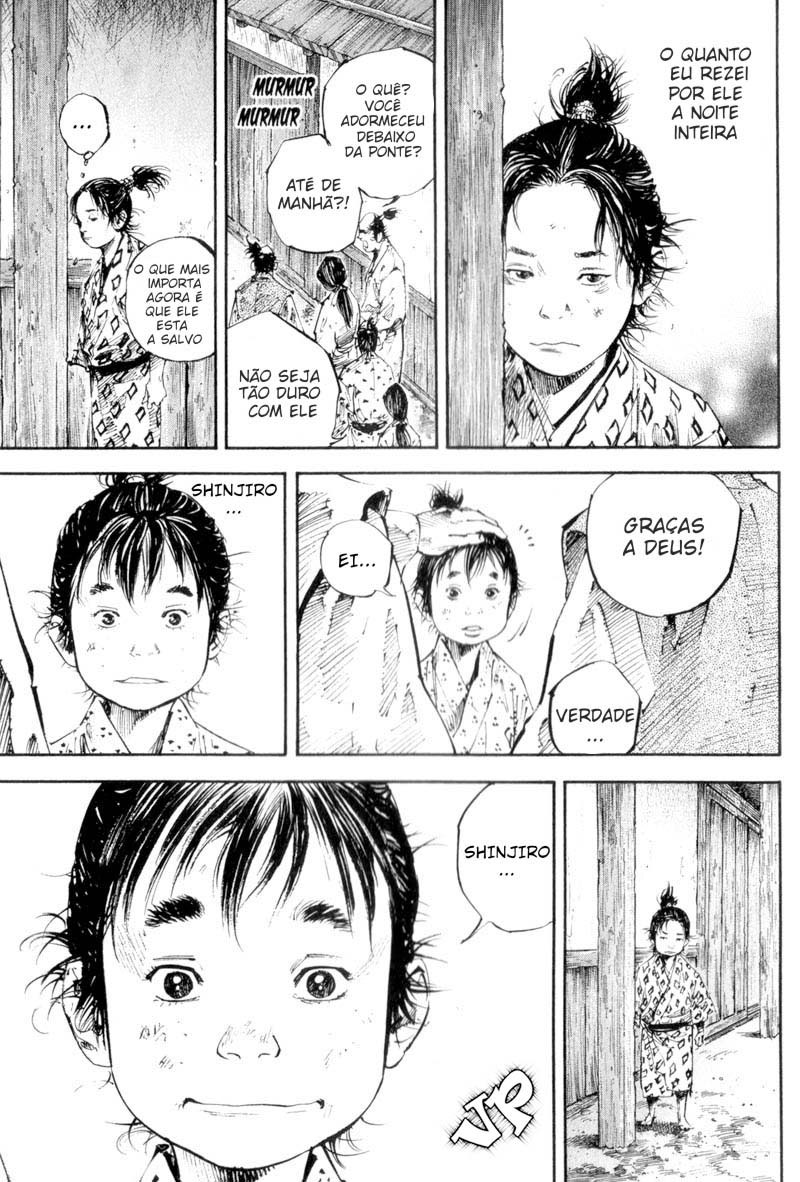 O QUANTO
EU REZEI
POR ELE
A NOITE
INTEIRA
O QUÊ?
VOCÊ
ADORMECEU
DEBAIXO
DA PONTE?
ATÉ DE
MANHÃ?!
MURMUR
MURMUR
NÃO SEJA
TÃO DURO
COM ELE
...
O QUE MAIS
IMPORTA
AGORA É
QUE ELE
ESTA
A SALVO
GRAÇAS
A DEUS!
VERDADE
...
EI...
SHINJIRO
...
SHINJIRO
...
VP